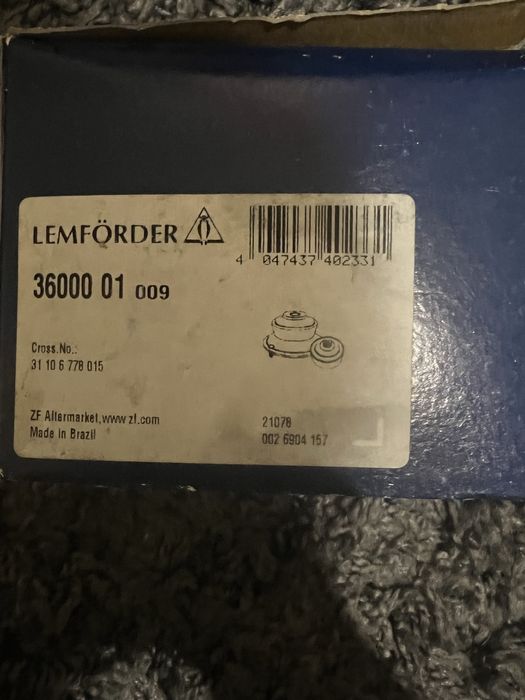 LEMFÖRDER
4 047437 402331
36000 01 009
Cross.No.:
31 10 6 778 015
ZF Aftermarket, www.zf.com
Made in Brazil
21078
002 6904 157